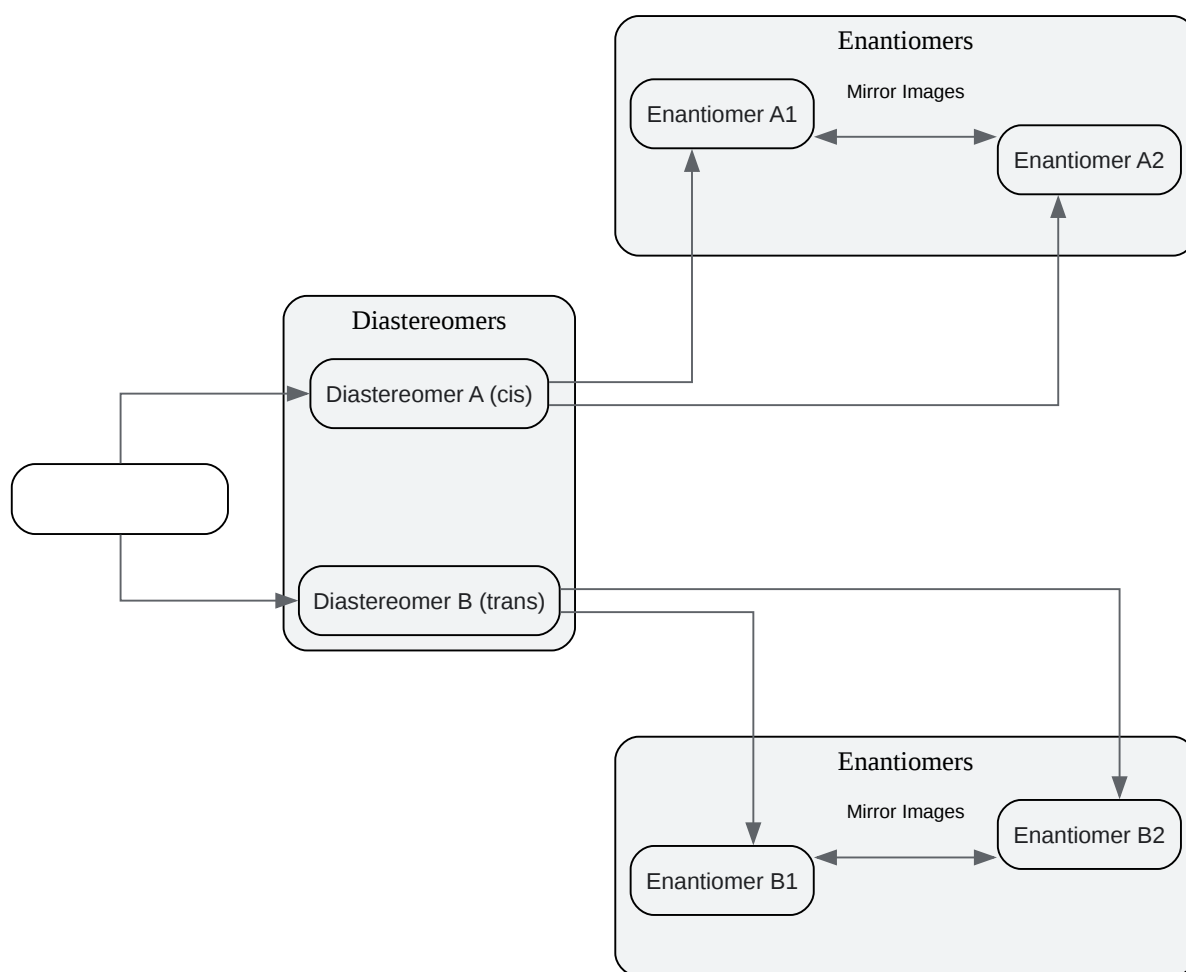 Enantiomers
Mirror Images
Enantiomer A1
Enantiomer A2
Diastereomers
Diastereomer A (cis)
Diastereomer B (trans)
Enantiomers
Mirror Images
Enantiomer B2
Enantiomer B1